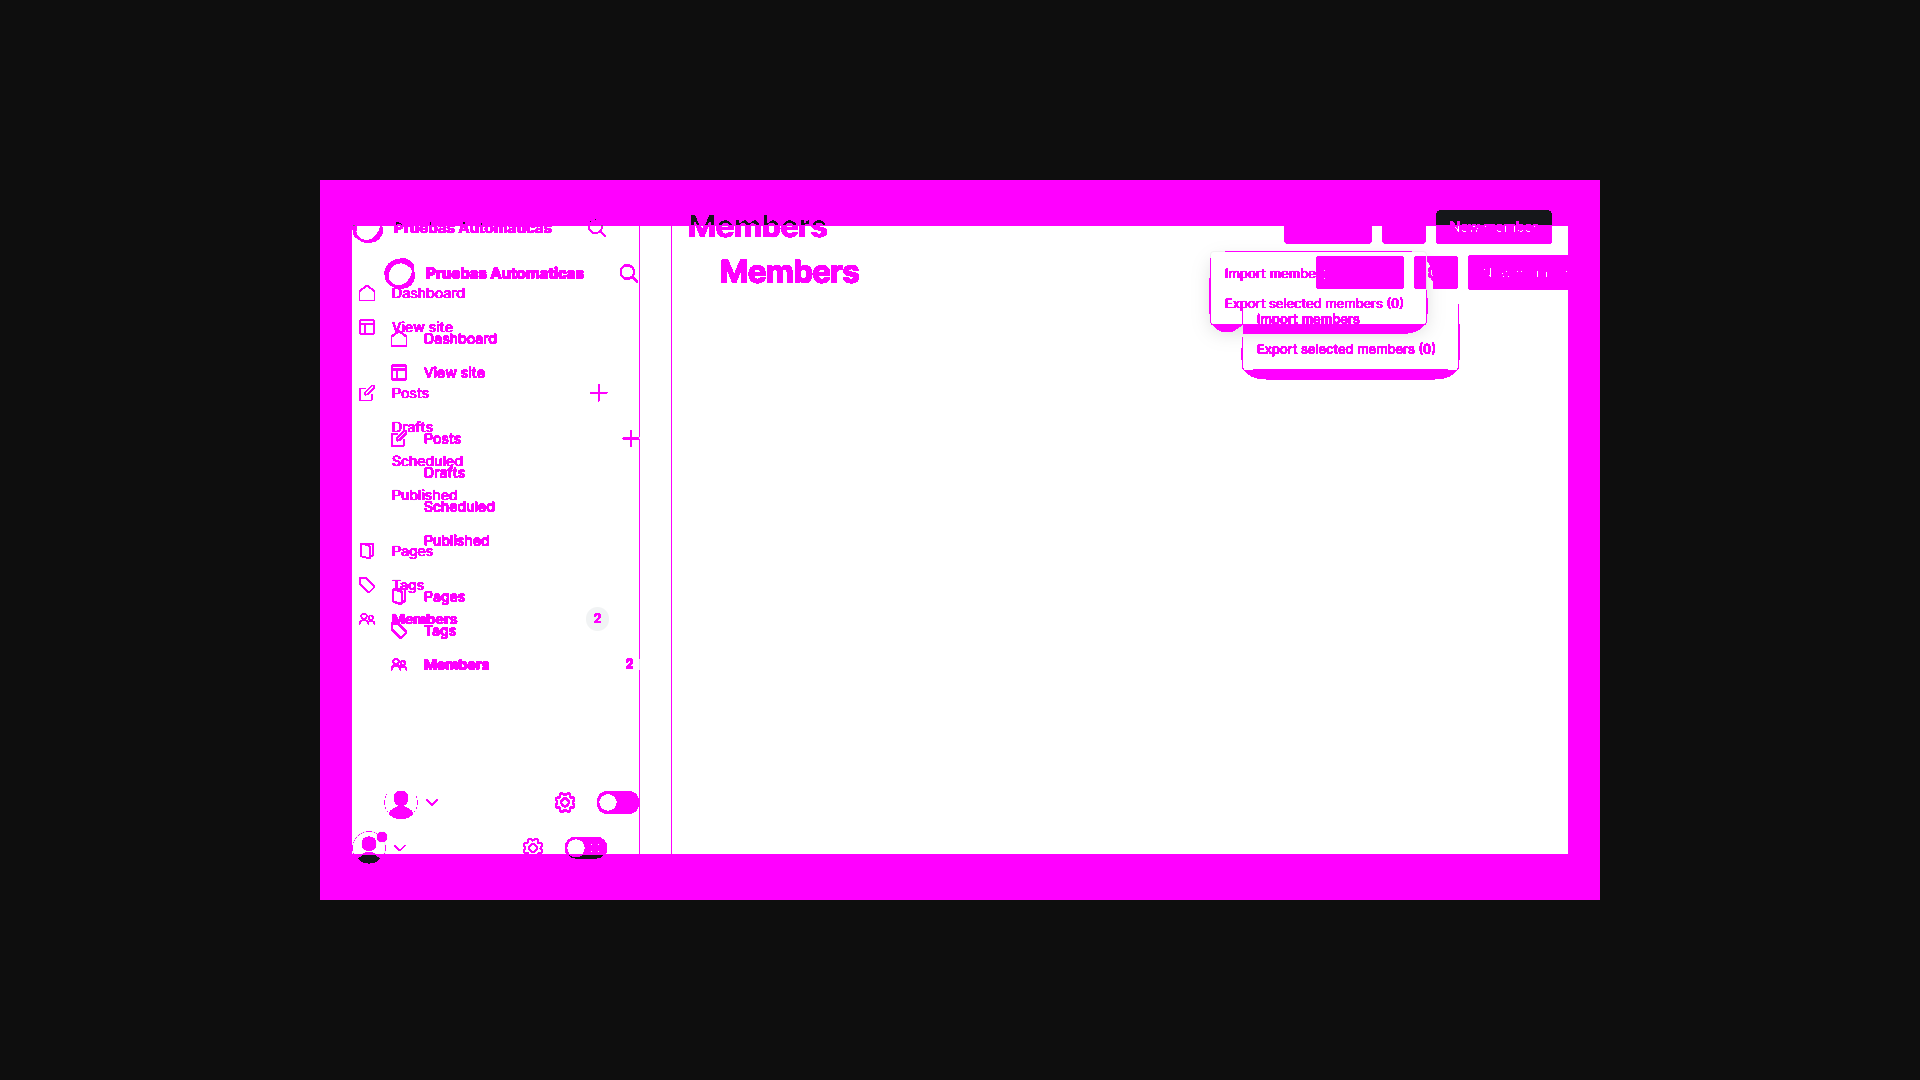 Members
Pruebas Automaticas
New member
Members
Pruebas Automaticas
Import membe
Dashboard
Export selected members (0)
Import members
View site
Dashboard
Export selected members (0)
View site
Posts
Drafts
Posts
Scheduled
Drafts
Published
Scheduled
Published
Pages
Tags
Pages
Members 2
Tags
Members 2